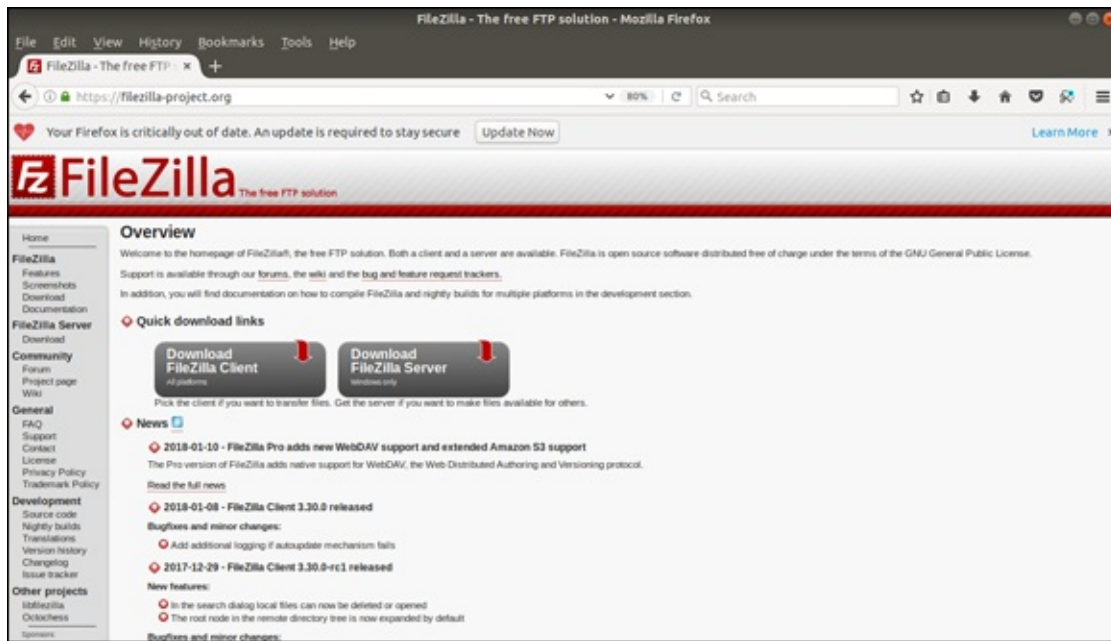 FileZilla - The free FTP solution - Mozilla Firefox
File Edit View History Bookmarks Tools Help
FileZilla - The free FTP
https://filezilla-project.org 80% Search
Your Firefox is critically out of date. An update is required to stay secure Update Now Learn More
Fz FileZilla The free FTP solution
Home
FileZilla
Features
Screenshots
Download
Documentation
FileZilla Server
Download
Community
Forum
Project page
Wiki
General
FAQ
Support
Contact
License
Privacy Policy
Trademark Policy
Development
Source code
Nightly builds
Translations
Version history
Changelog
Issue tracker
Other projects
libfilezilla
Octochess
Sponsors
Overview
Welcome to the homepage of FileZilla®, the free FTP solution. Both a client and a server are available. FileZilla is open source software distributed free of charge under the terms of the GNU General Public License.
Support is available through our forums, the wiki and the bug and feature request trackers.
In addition, you will find documentation on how to compile FileZilla and nightly builds for multiple platforms in the development section.
Quick download links
Download
FileZilla Client
All platforms
Download
FileZilla Server
Windows only
Pick the client if you want to transfer files. Get the server if you want to make files available for others.
News
2018-01-10 - FileZilla Pro adds new WebDAV support and extended Amazon S3 support
The Pro version of FileZilla adds native support for WebDAV, the Web Distributed Authoring and Versioning protocol.
Read the full news
2018-01-08 - FileZilla Client 3.30.0 released
Bugfixes and minor changes:
Add additional logging if autoupdate mechanism fails
2017-12-29 - FileZilla Client 3.30.0-rc1 released
New features:
In the search dialog local files can now be deleted or opened
The root node in the remote directory tree is now expanded by default
Bugfixes and minor changes: